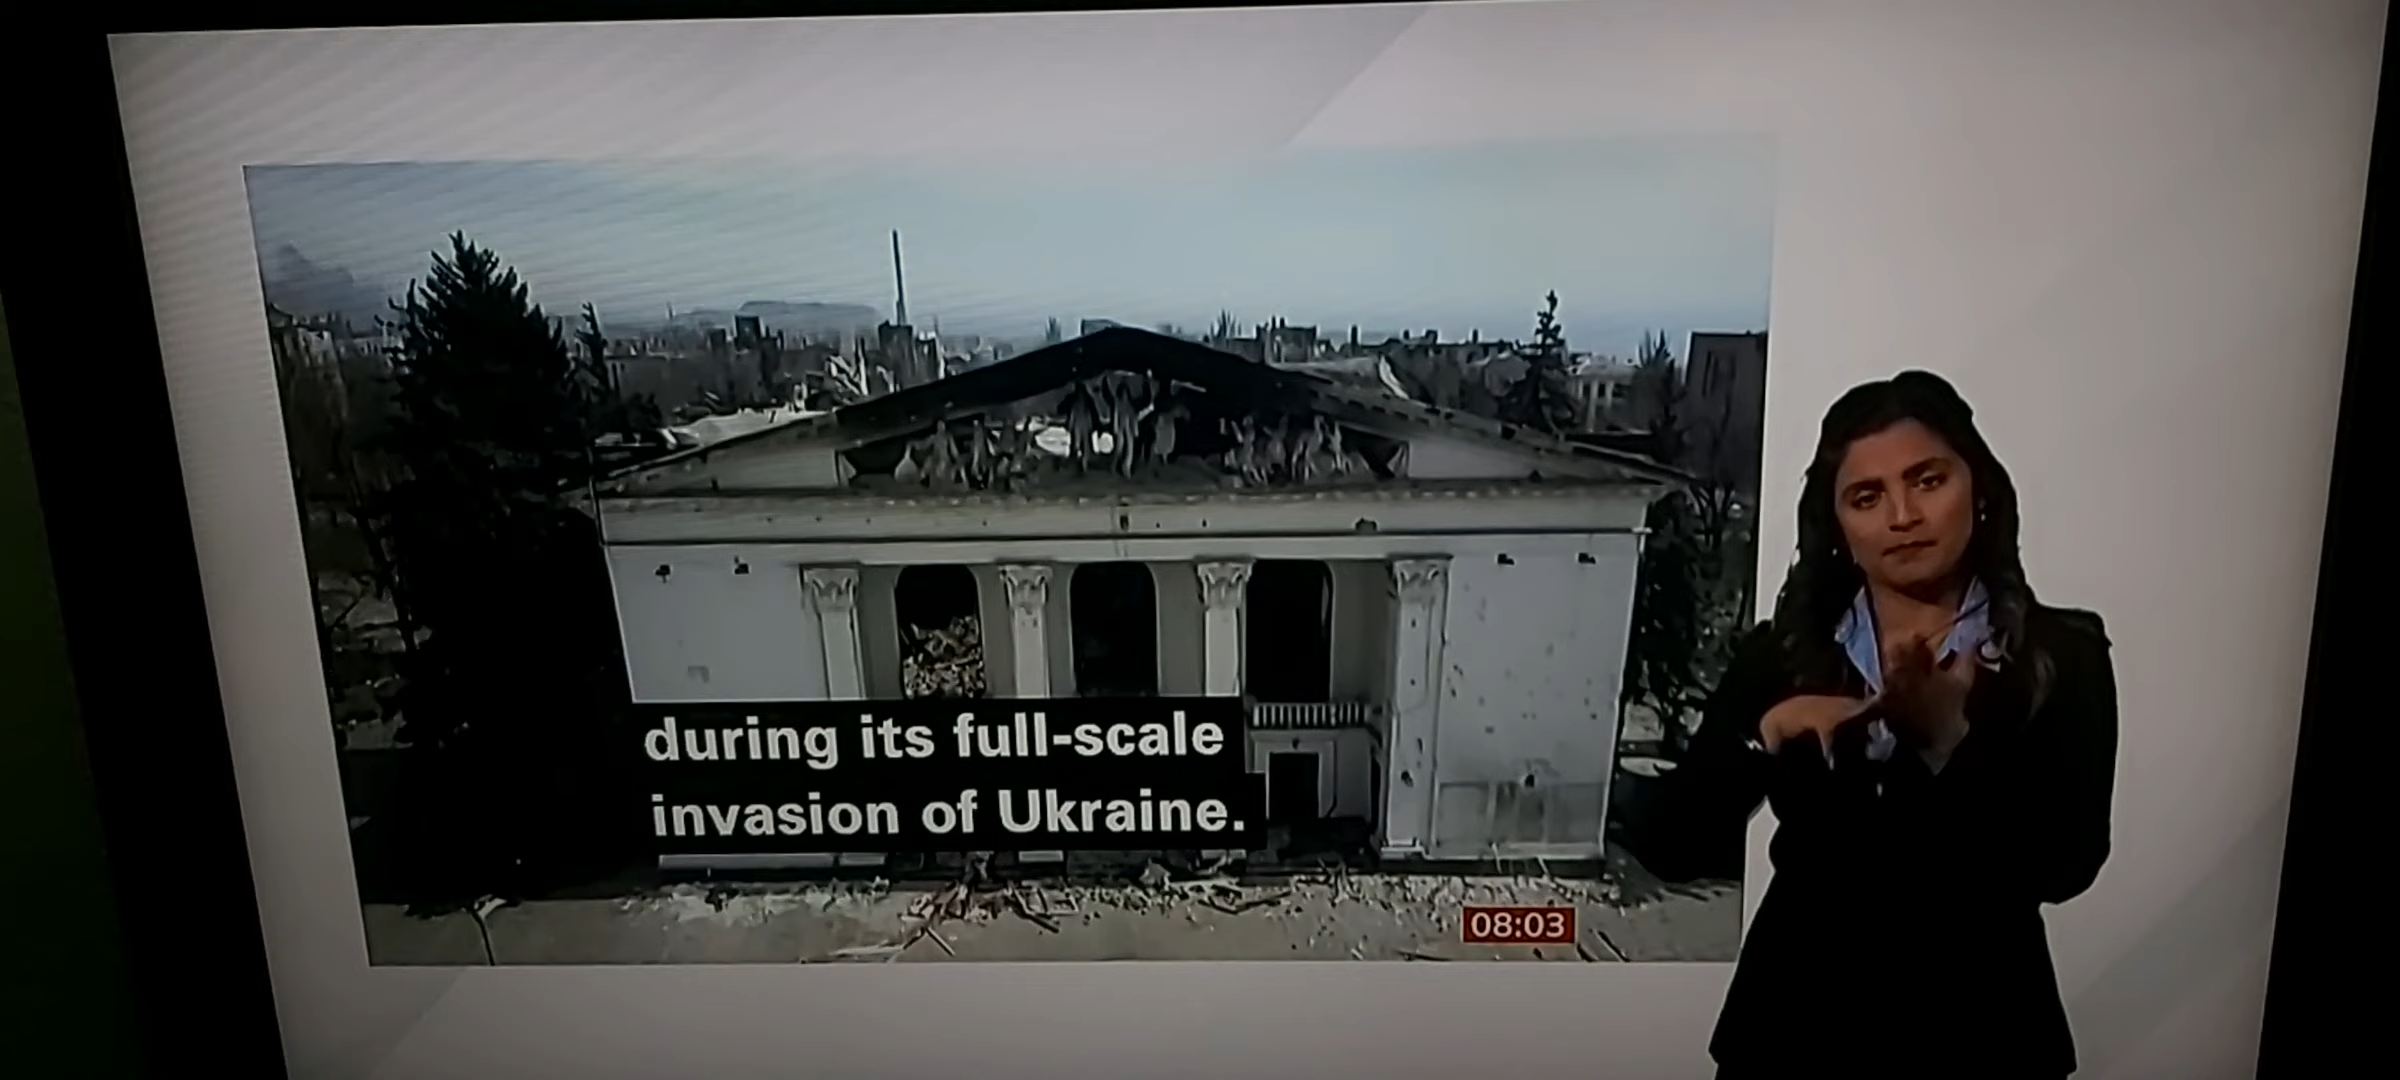 during its full-scale
invasion of Ukraine.
08:03